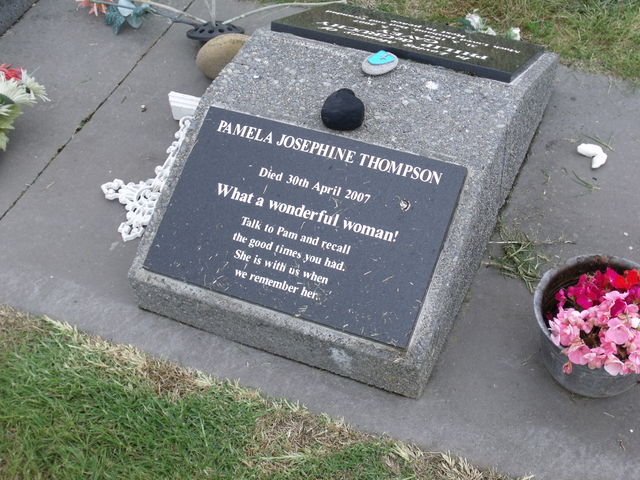 PAMELA JOSEPHINE THOMPSON
Died 30th April 2007
What a wonderful woman!
Talk to Pam and recall
the good times you had.
She is with us when
we remember her.